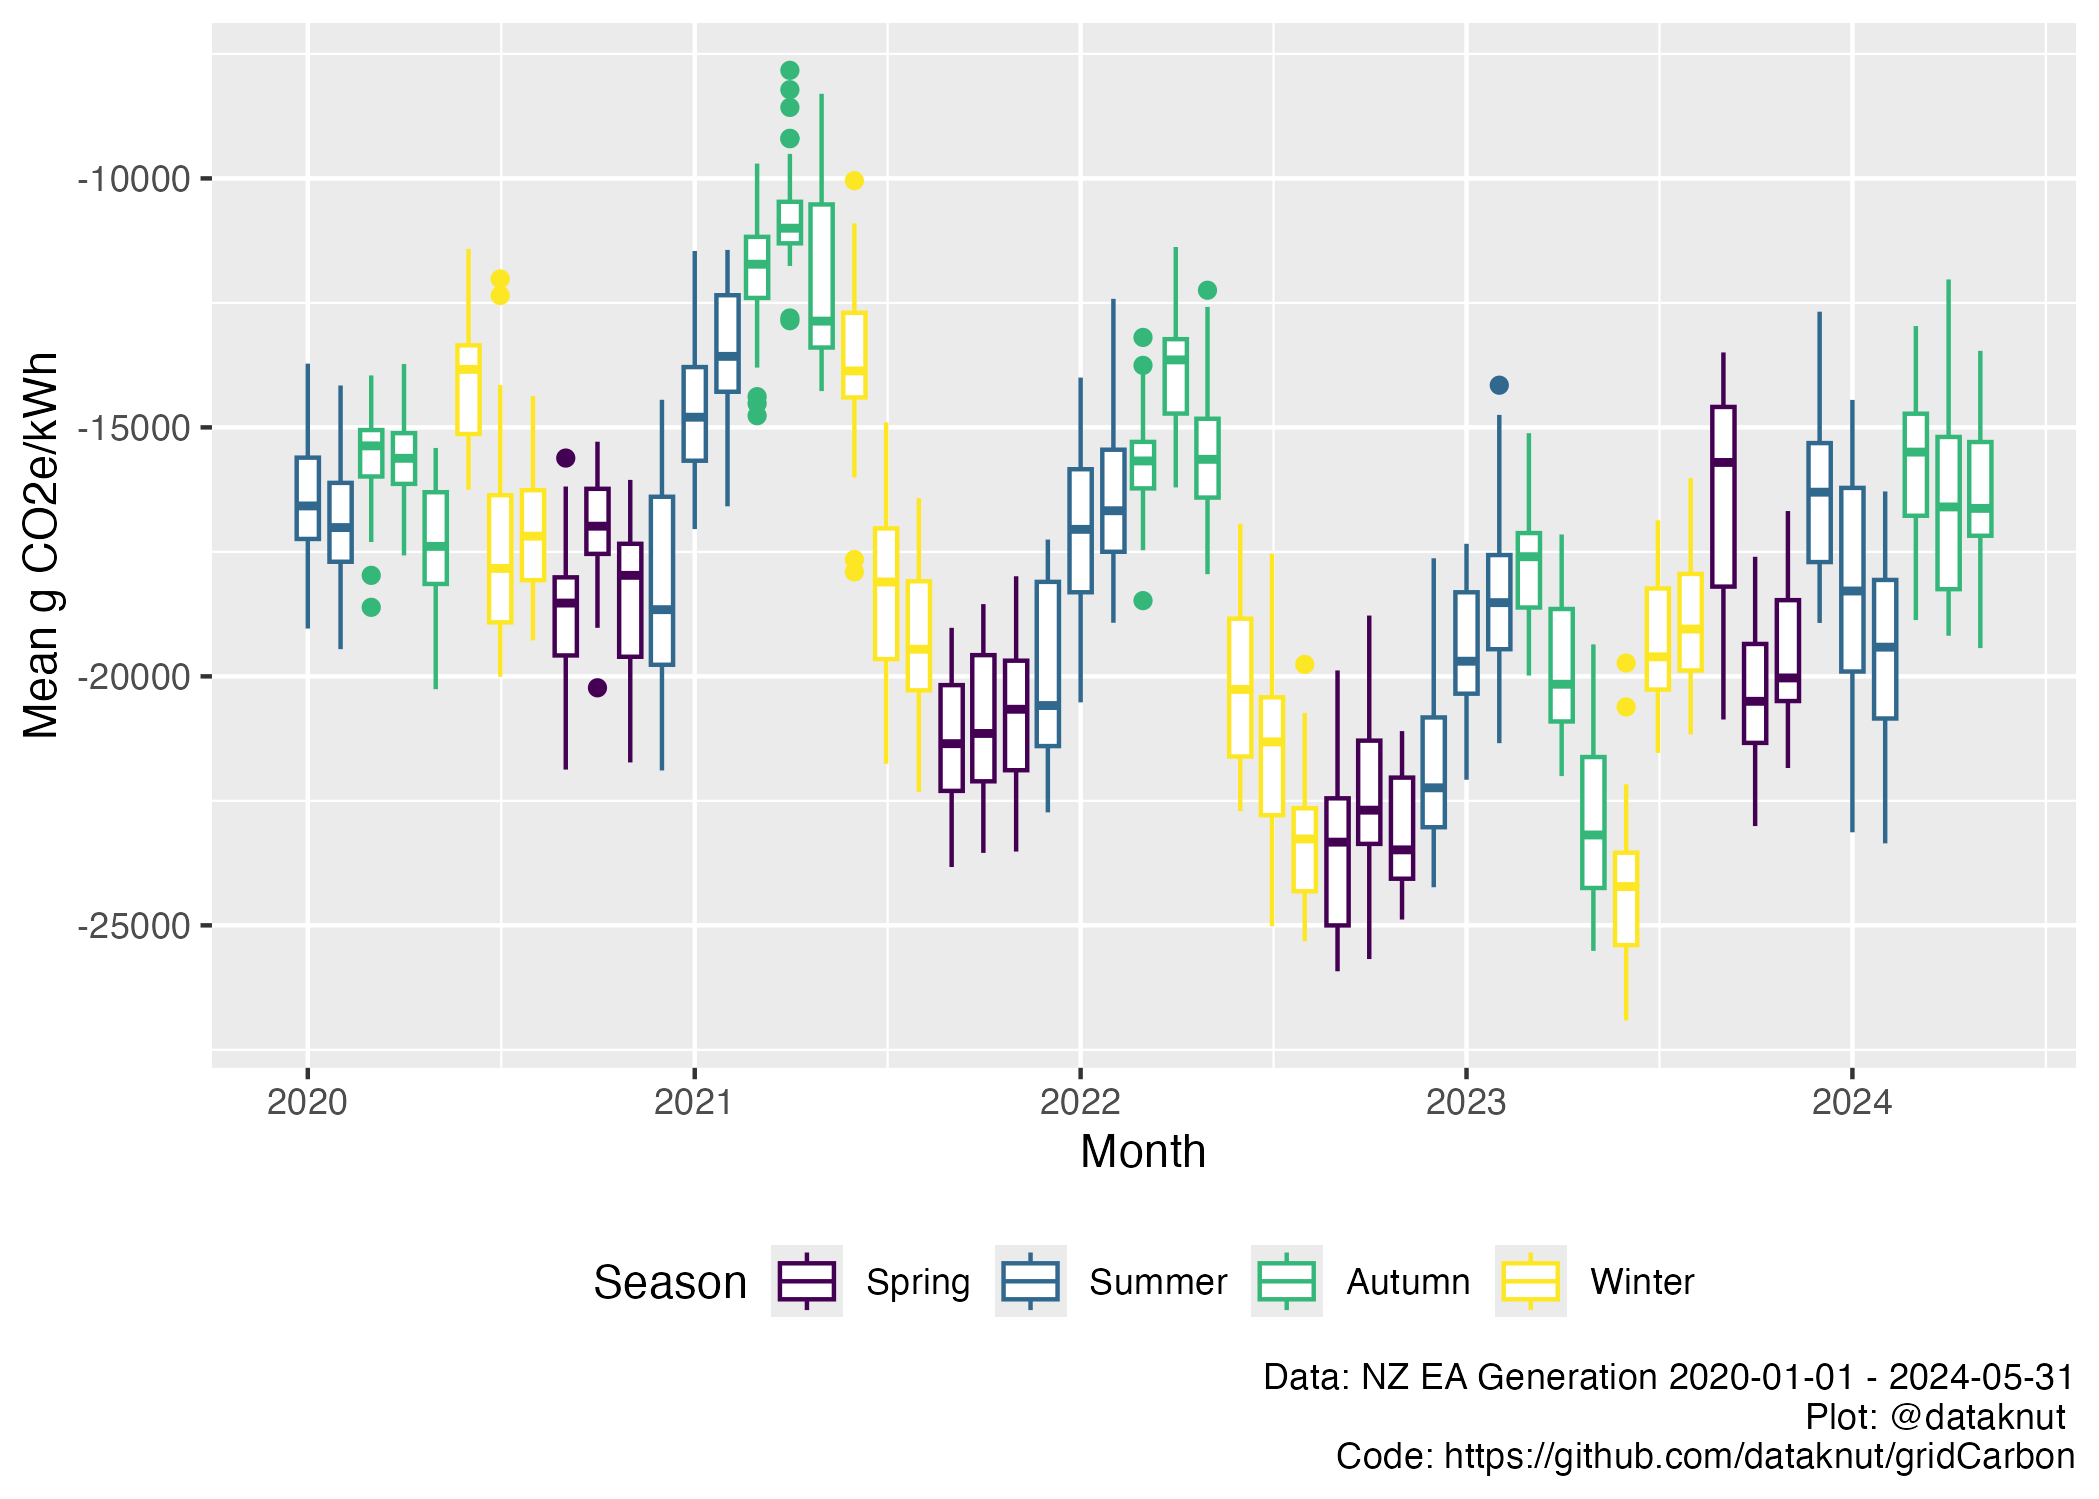 Mean g CO2e/kWh
-10000
-15000
-20000
-25000
2020 2021 2022 2023 2024
Month
Season Spring Summer Autumn Winter
Data: NZ EA Generation 2020-01-01 - 2024-05-31
Plot: @dataknut
Code: https://github.com/dataknut/gridCarbon